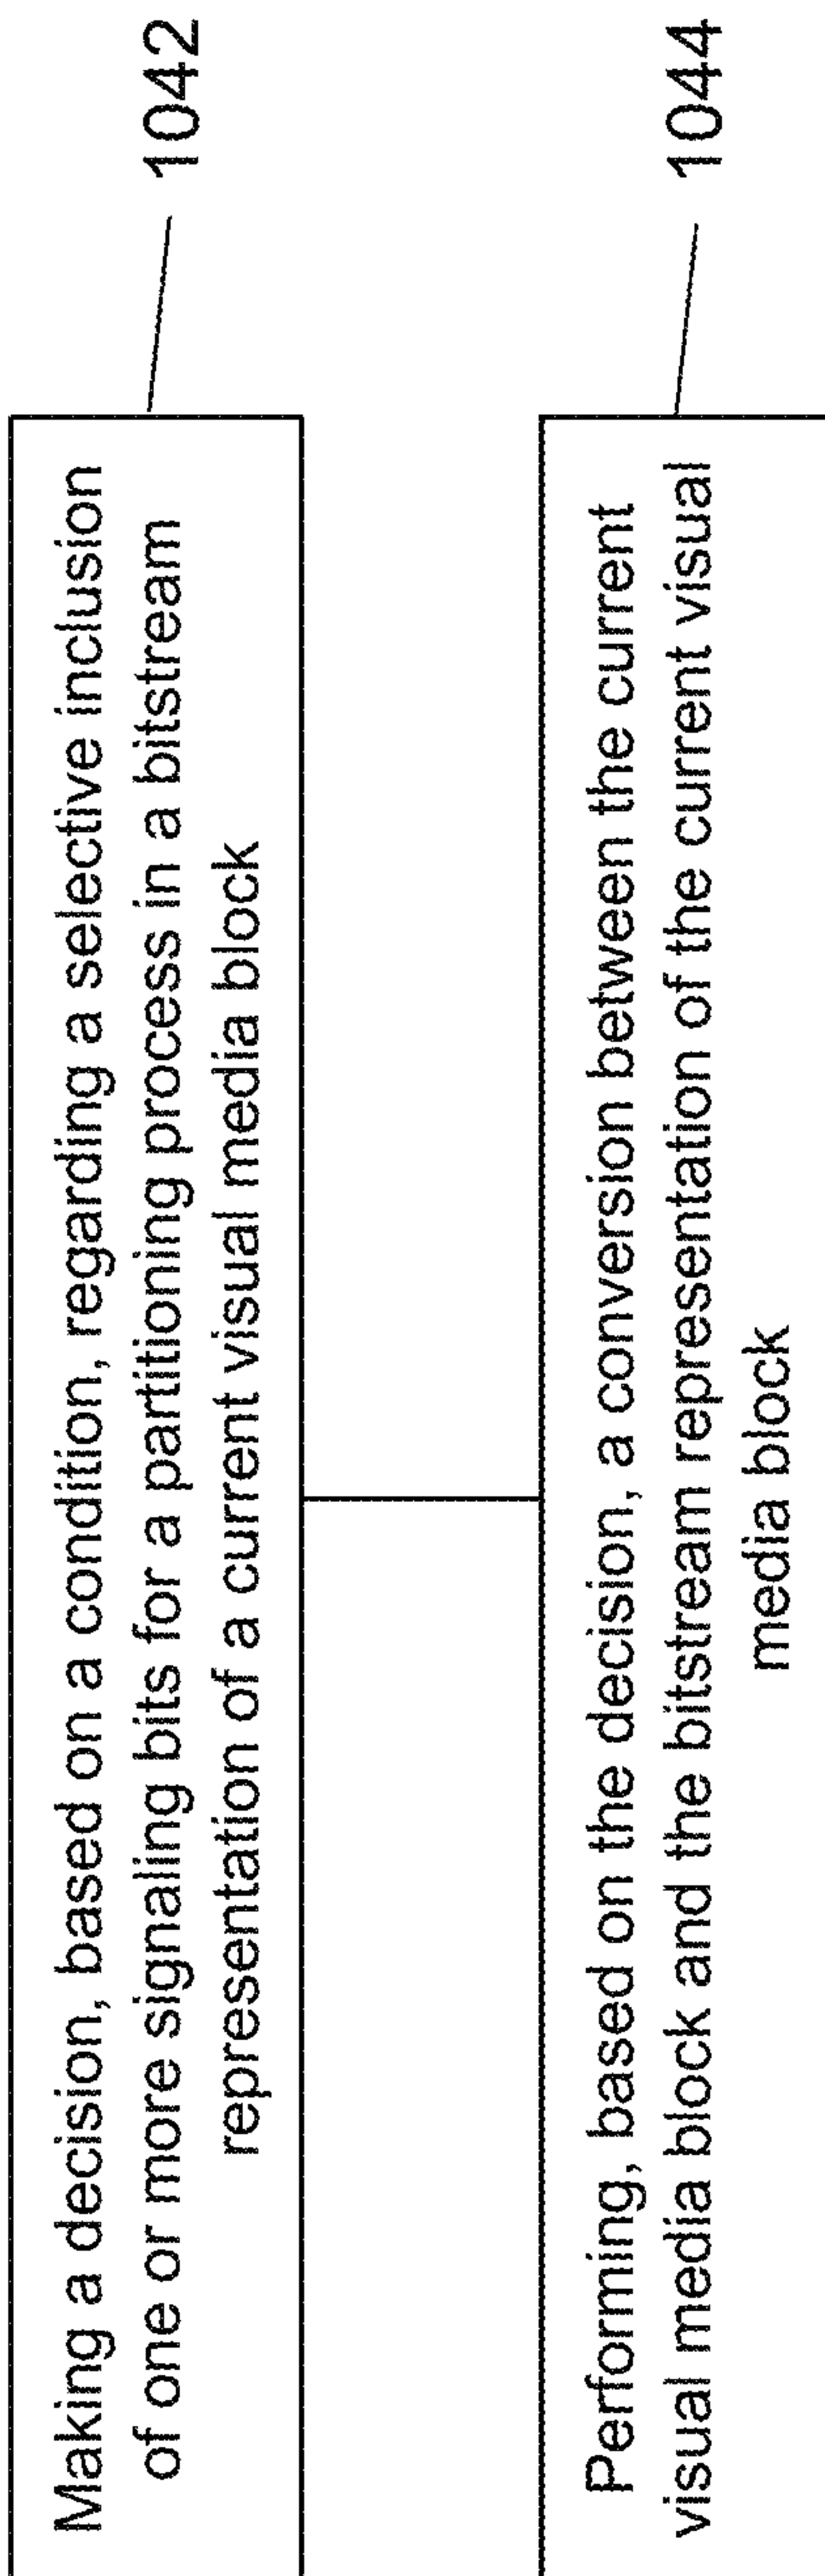 Making a decision, based on a condition, regarding a selective inclusion
of one or more signaling bits for a partitioning process in a bitstream
representation of a current visual media block
1042
Performing, based on the decision, a conversion between the current
visual media block and the bitstream representation of the current visual
media block
1044